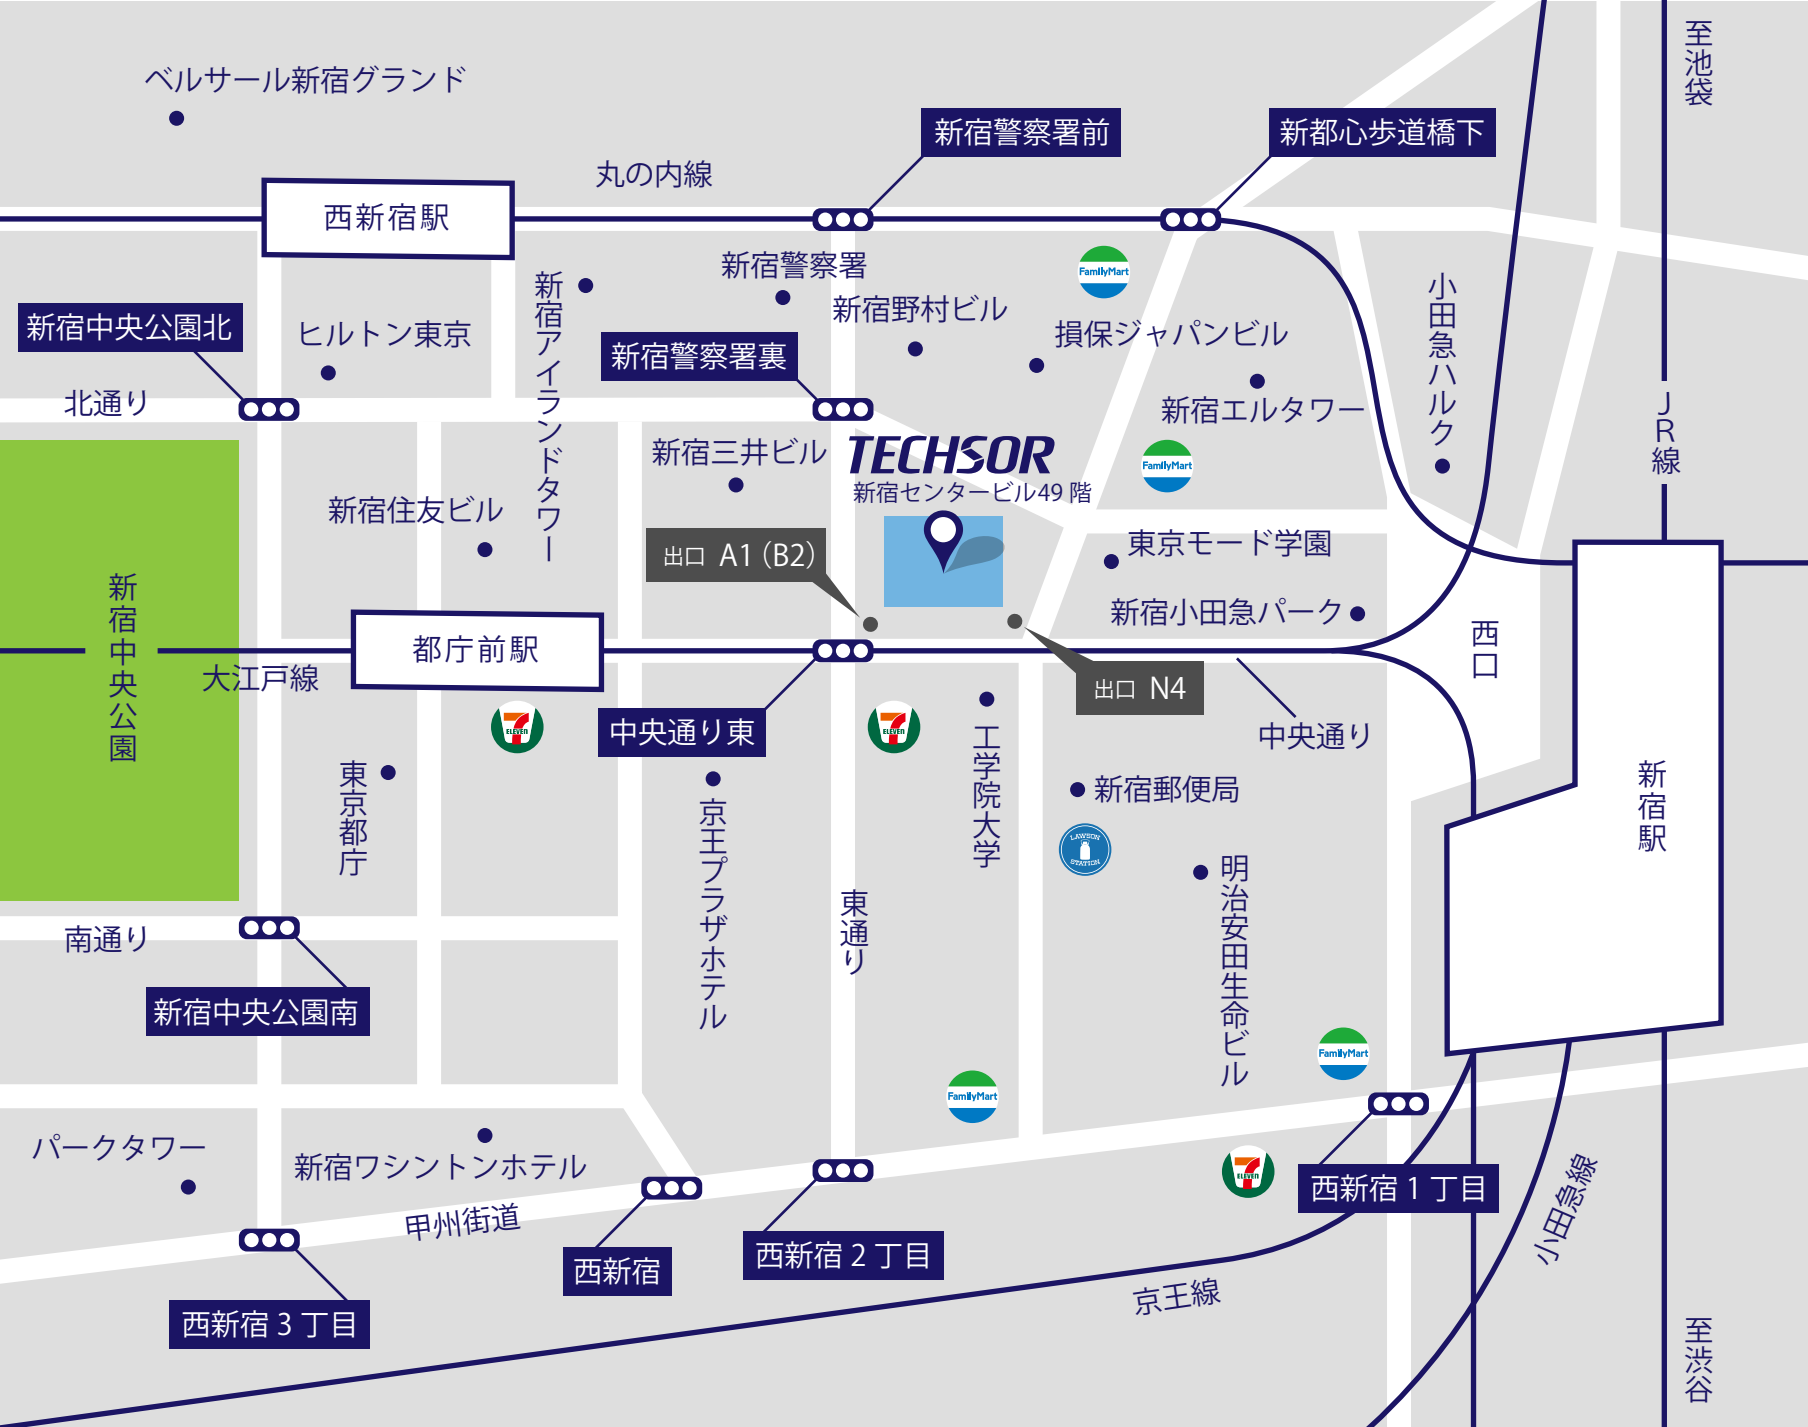 至池袋
ベルサール新宿グランド
新宿警察署前
新都心歩道橋下
丸の内線
西新宿駅
新宿警察署
FamilyMart
新宿アイランドタワー
新宿野村ビル
小田急ハルク
新宿中央公園北
ヒルトン東京
新宿警察署裏
損保ジャパンビル
北通り
新宿エルタワー
JR線
新宿三井ビル
TECHSOR
FamilyMart
新宿センタービル49階
新宿住友ビル
出口 A1(B2)
東京モード学園
新宿中央公園
新宿小田急パーク
西口
都庁前駅
大江戸線
出口 N4
7
ELEVEN
中央通り東
7
ELEVEN
工学院大学
中央通り
東京都庁
京王プラザホテル
新宿郵便局
新宿駅
LAWSON
STATION
明治安田生命ビル
東通り
南通り
新宿中央公園南
FamilyMart
FamilyMart
パークタワー
新宿ワシントンホテル
7
ELEVEN
西新宿1丁目
小田急線
甲州街道
西新宿
西新宿2丁目
京王線
西新宿3丁目
至渋谷